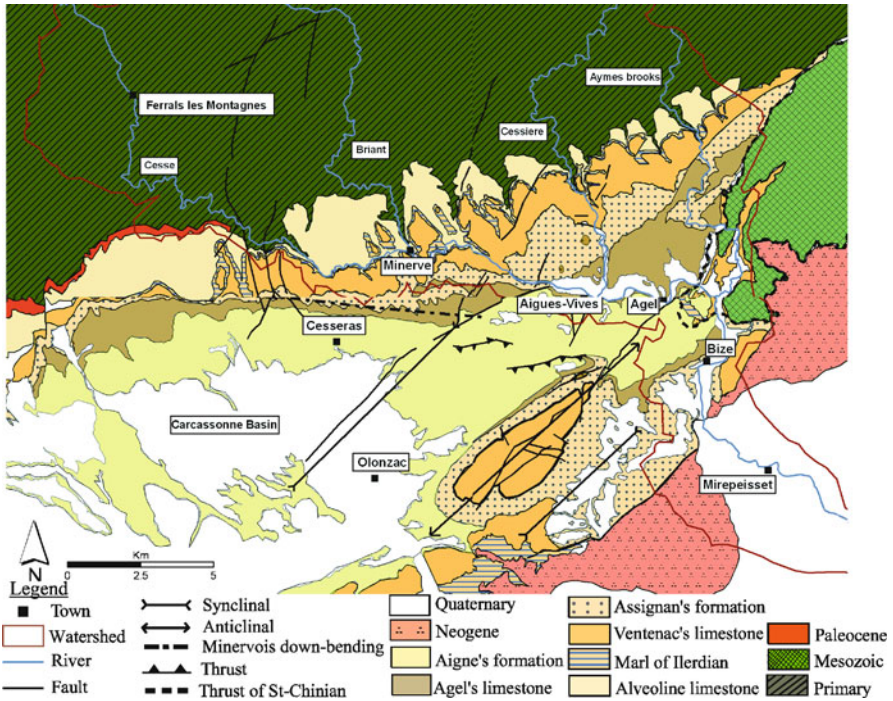 Aymes brooks
Ferrals les Montagnes
Cessiere
Briant
Cesse
Minerve
Aigues-Vives
Agel
Cesseras
Bize
Carcassonne Basin
Olonzac
Mirepeisset
Km
N
0 2.5 5
Legend
Town
Watershed
River
Fault
Synclinal
Anticlinal
Minervois down-bending
Thrust
Thrust of St-Chinian
Quaternary
Neogene
Aigne's formation
Agel's limestone
Assignan's formation
Ventenac's limestone
Marl of Ilerdian
Alveoline limestone
Paleocene
Mesozoic
Primary